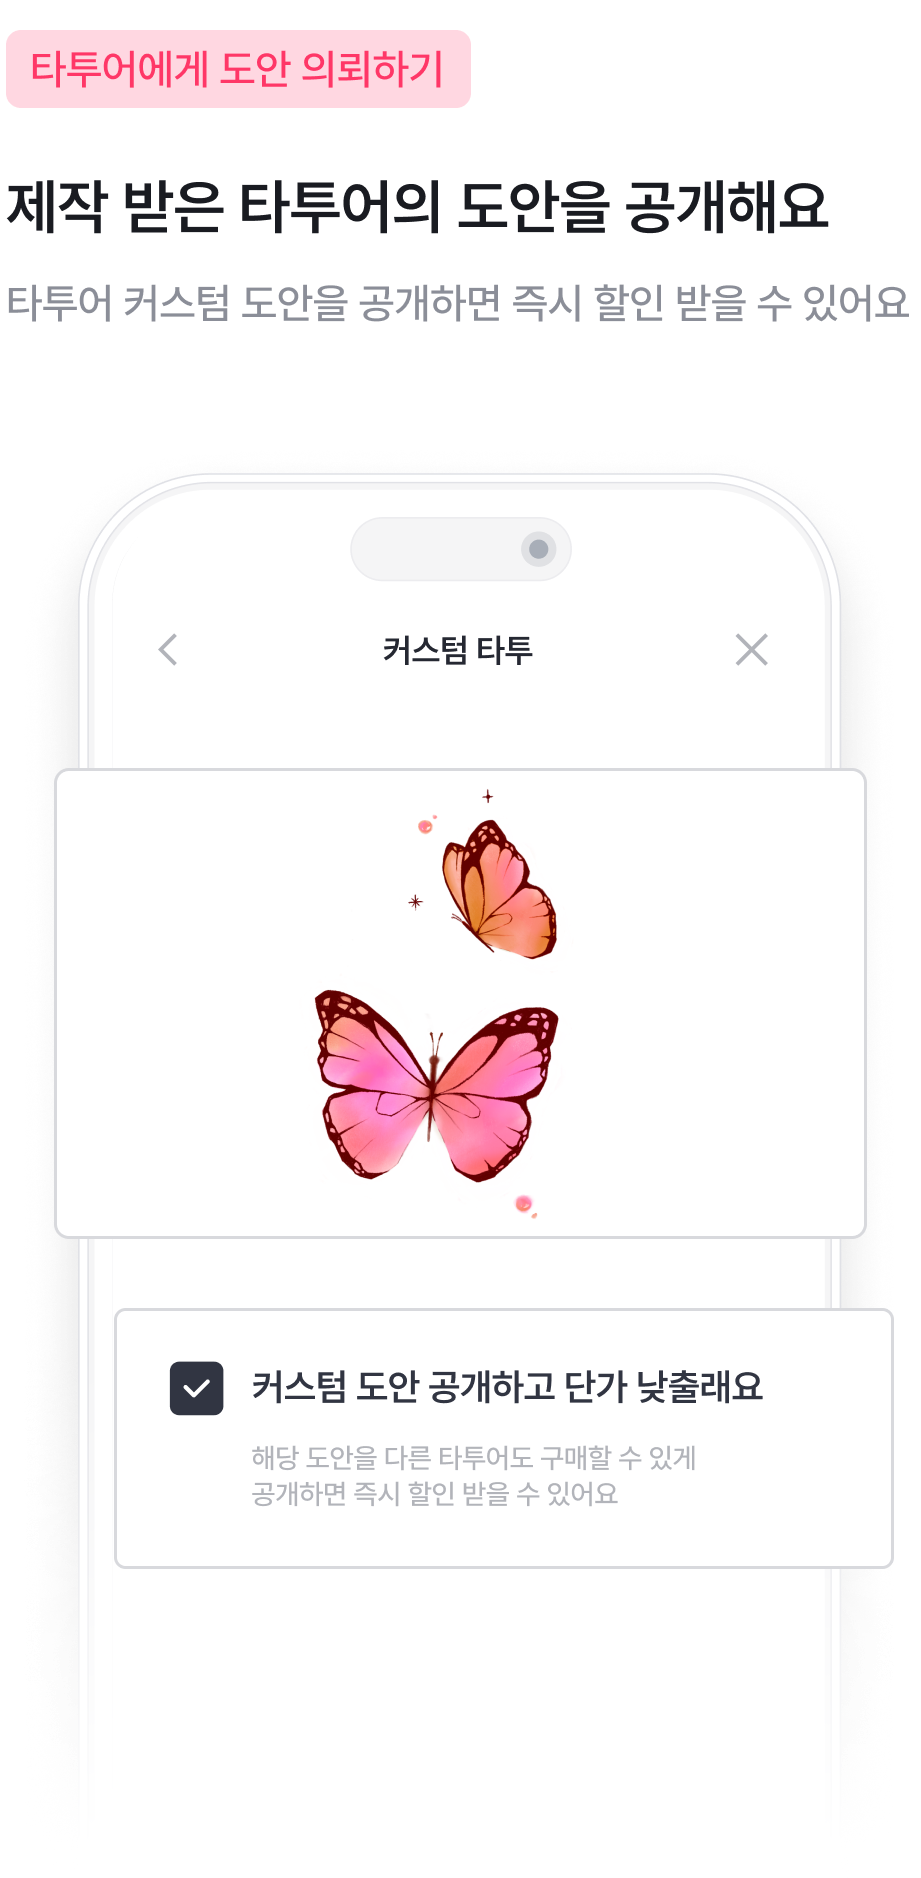 타투어에게 도안 의뢰하기
제작 받은 타투어의 도안을 공개해요
타투어 커스텀 도안을 공개하면 즉시 할인 받을 수 있어요
커스텀 타투
커스텀 도안 공개하고 단가 낮출래요
해당 도안을 다른 타투어도 구매할 수 있게
공개하면 즉시 할인 받을 수 있어요